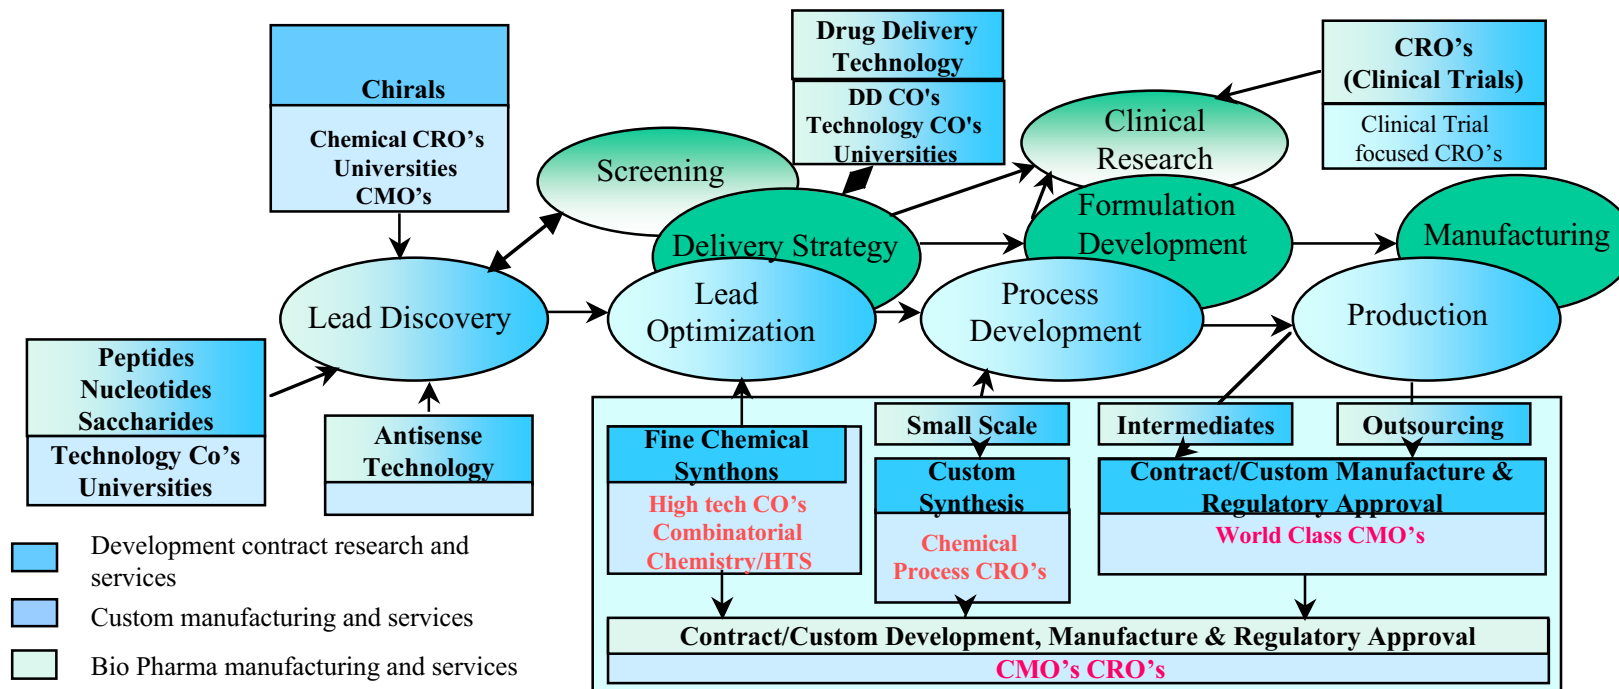 Chirals
Chemical CRO’s
Universities
CMO’s
Drug Delivery
Technology
DD CO's
Technology CO's
Universities
CRO’s
(Clinical Trials)
Clinical Trial
focused CRO’s
Screening
Clinical
Research
Delivery Strategy
Formulation
Development
Manufacturing
Lead Discovery
Lead
Optimization
Process
Development
Production
Peptides
Nucleotides
Saccharides
Technology Co’s
Universities
Antisense
Technology
Fine Chemical
Synthons
High tech CO’s
Combinatorial
Chemistry/HTS
Small Scale
Custom
Synthesis
Chemical
Process CRO’s
Intermediates
Outsourcing
Contract/Custom Manufacture &
Regulatory Approval
World Class CMO’s
Contract/Custom Development, Manufacture & Regulatory Approval
CMO’s CRO’s
Development contract research and
services
Custom manufacturing and services
Bio Pharma manufacturing and services